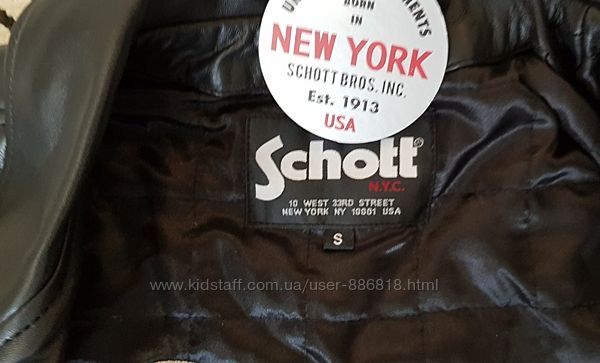 BORN
IN
NEW YORK
SCHOTT BROS. INC.
Est. 1913
USA
Schott®
N.Y.C.
10 WEST 33RD STREET
NEW YORK NY 10001 USA
S
www.kidstaff.com.ua/user-886818.html